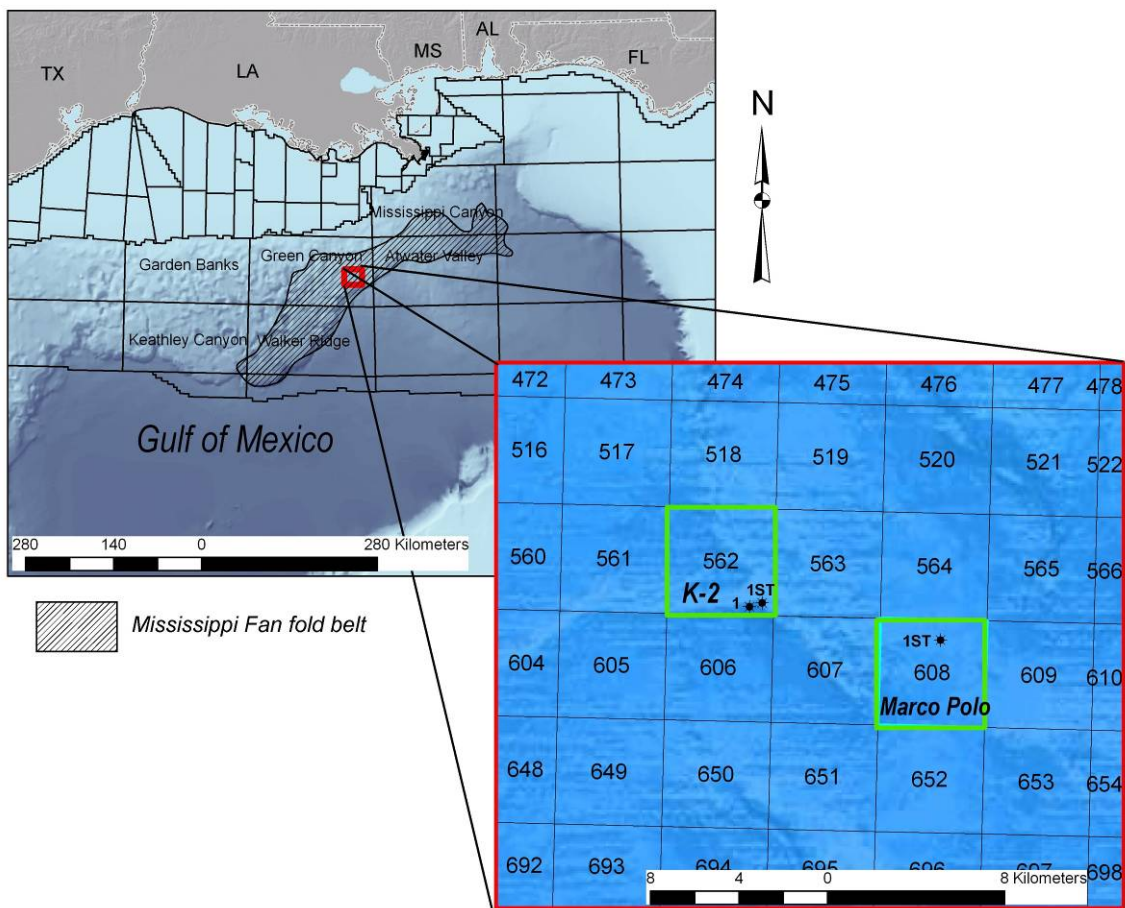 AL
MS
FL
TX
LA
N
Mississippi Canyon
Green Canyon
Atwater Valley
Garden Banks
Keathley Canyon
Walker Ridge
Gulf of Mexico
280 140 0 280 Kilometers
Mississippi Fan fold belt
472 473 474 475 476 477 478
516 517 518 519 520 521 522
560 561 562 563 564 565 566
K-2 1 1ST
604 605 606 607 608 609 610
1ST
Marco Polo
648 649 650 651 652 653 654
692 693 694 695 696 697 698
8 4 0 8 Kilometers